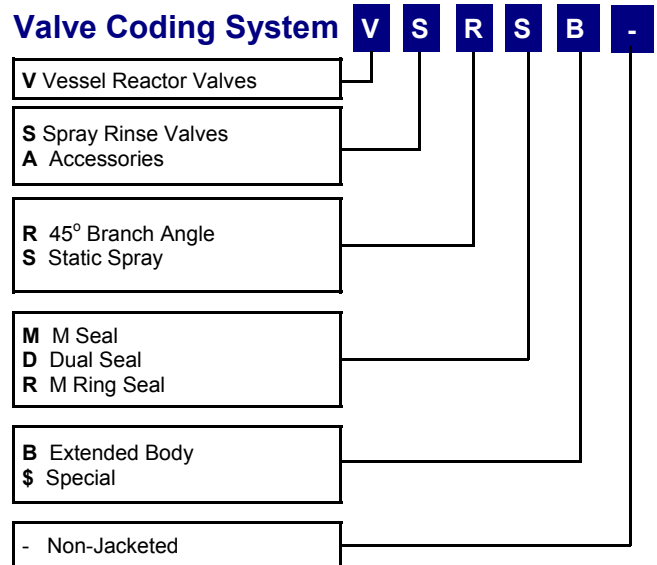 Valve Coding System V S R S B -
V Vessel Reactor Valves
S Spray Rinse Valves
A Accessories
R 45° Branch Angle
S Static Spray
M M Seal
D Dual Seal
R M Ring Seal
B Extended Body
$ Special
- Non-Jacketed